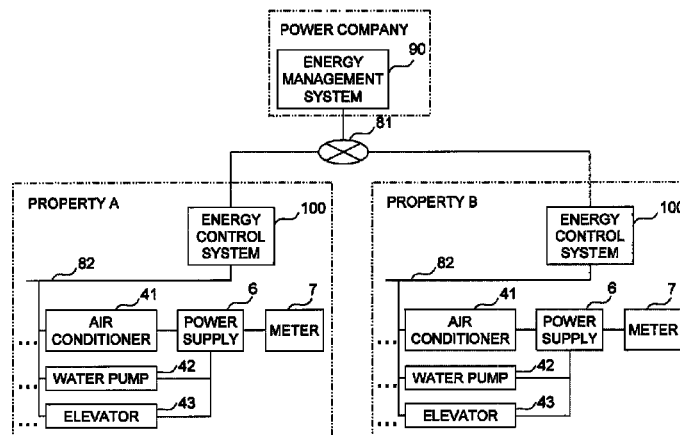 POWER COMPANY
90
ENERGY
MANAGEMENT
SYSTEM
81
PROPERTY A
ENERGY
CONTROL
SYSTEM
100
82
41
6
7
AIR
CONDITIONER
POWER
SUPPLY
METER
42
WATER PUMP
43
ELEVATOR
PROPERTY B
ENERGY
CONTROL
SYSTEM
100
82
41
6
7
AIR
CONDITIONER
POWER
SUPPLY
METER
42
WATER PUMP
43
ELEVATOR